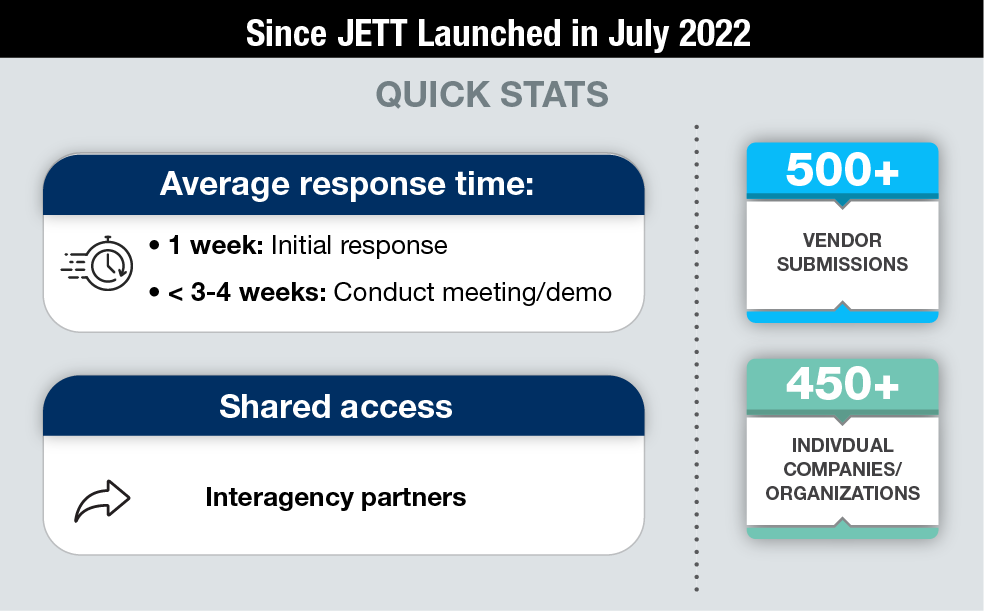 Since JETT Launched in July 2022
QUICK STATS
Average response time:
• 1 week: Initial response
• < 3-4 weeks: Conduct meeting/demo
Shared access
Interagency partners
500+
VENDOR
SUBMISSIONS
450+
INDIVDUAL
COMPANIES/
ORGANIZATIONS